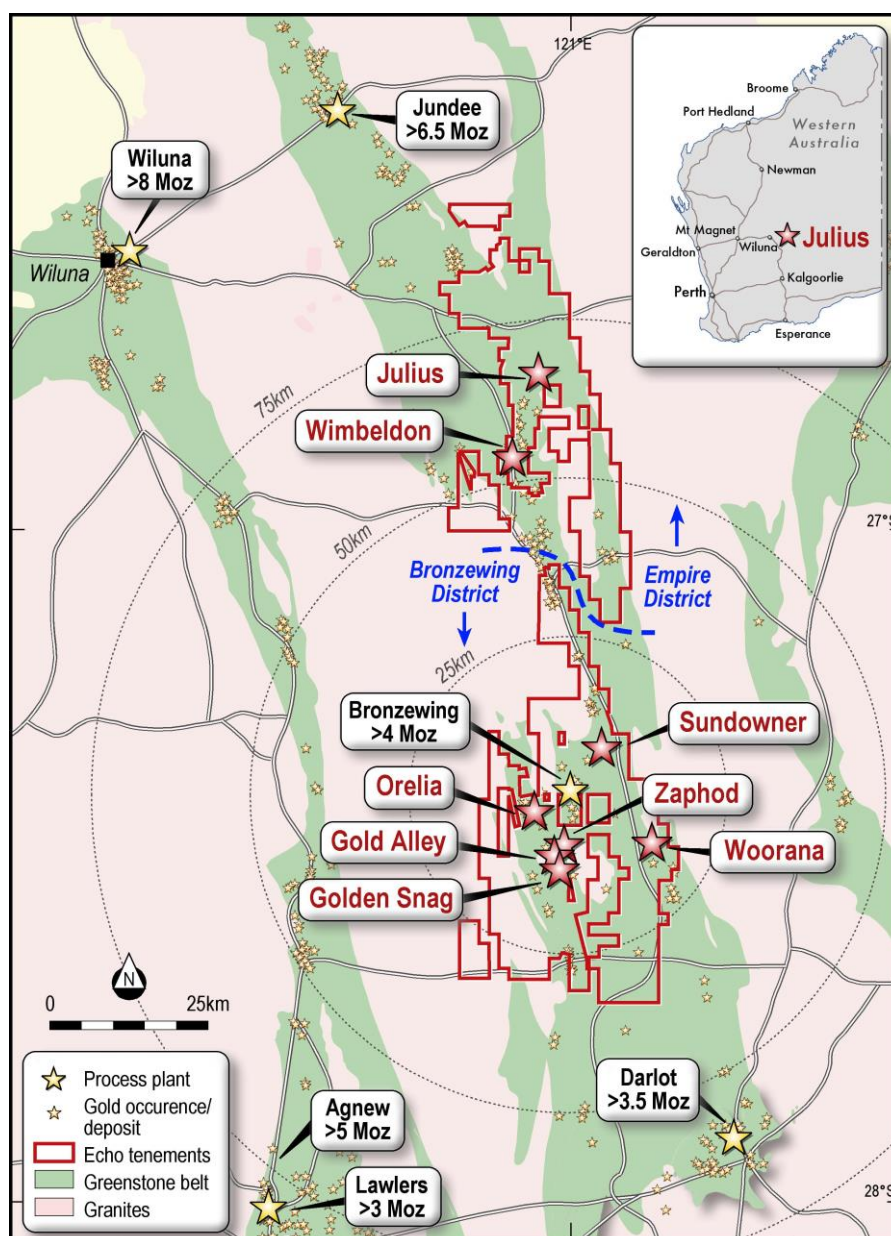 121°E
Jundee
>6.5 Moz
Wiluna
>8 Moz
Wiluna
Broome
Port Hedland
Western
Australia
Newman
Mt Magnet
Wiluna
Julius
Geraldton
Kalgoorlie
Perth
Esperance
Julius
75km
Wimbeldon
50km
27°S
Bronzewing
District
Empire
District
25km
Bronzewing
>4 Moz
Sundowner
Orelia
Zaphod
Gold Alley
Woorana
Golden Snag
N
0 25km
Process plant
Gold occurence/
deposit
Echo tenements
Greenstone belt
Granites
Agnew
>5 Moz
Lawlers
>3 Moz
Darlot
>3.5 Moz
28°S